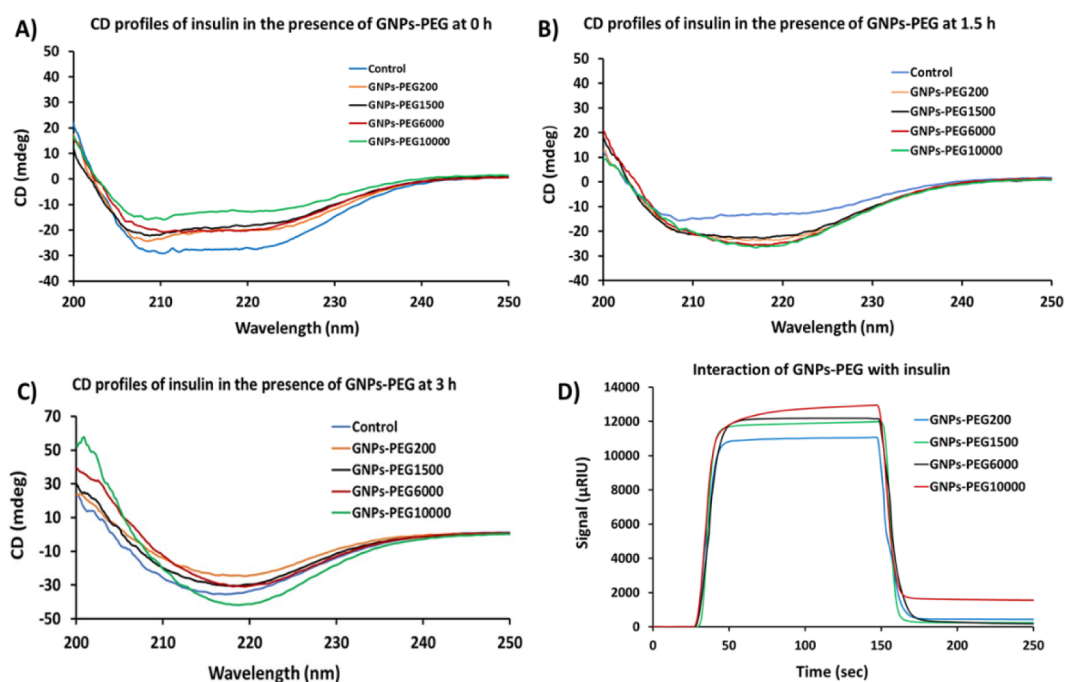 A)
CD profiles of insulin in the presence of GNPs-PEG at 0 h
50
40
30
20
10
0
-10
-20
-30
-40
CD (mdeg)
Control
GNPs-PEG200
GNPs-PEG1500
GNPs-PEG6000
GNPs-PEG10000
200 210 220 230 240 250
Wavelength (nm)
B)
CD profiles of insulin in the presence of GNPs-PEG at 1.5 h
50
40
30
20
10
0
-10
-20
-30
-40
CD (mdeg)
Control
GNPs-PEG200
GNPs-PEG1500
GNPs-PEG6000
GNPs-PEG10000
200 210 220 230 240 250
Wavelength (nm)
C)
CD profiles of insulin in the presence of GNPs-PEG at 3 h
70
50
30
10
-10
-30
-50
CD (mdeg)
Control
GNPs-PEG200
GNPs-PEG1500
GNPs-PEG6000
GNPs-PEG10000
200 210 220 230 240 250
Wavelength (nm)
D)
Interaction of GNPs-PEG with insulin
14000
12000
10000
8000
6000
4000
2000
0
Signal (µRIU)
GNPs-PEG200
GNPs-PEG1500
GNPs-PEG6000
GNPs-PEG10000
0 50 100 150 200 250
Time (sec)